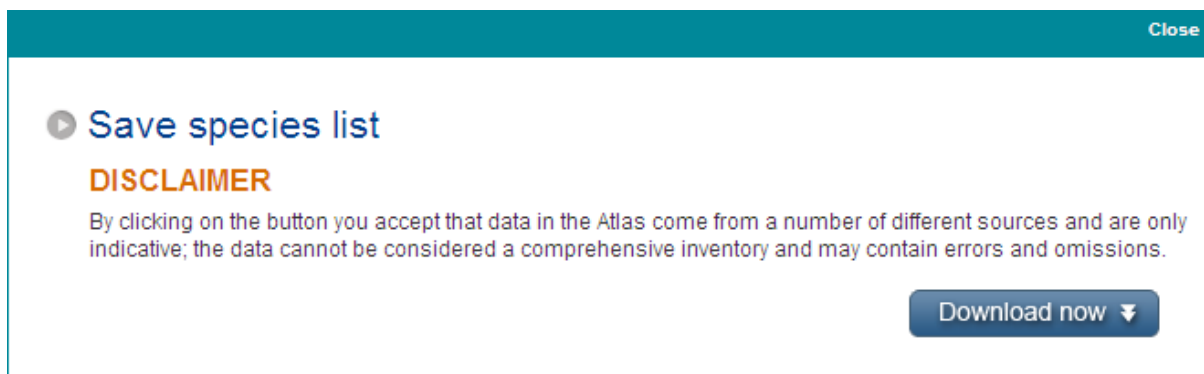 Close
Save species list
DISCLAIMER
By clicking on the button you accept that data in the Atlas come from a number of different sources and are only
indicative; the data cannot be considered a comprehensive inventory and may contain errors and omissions.
Download now